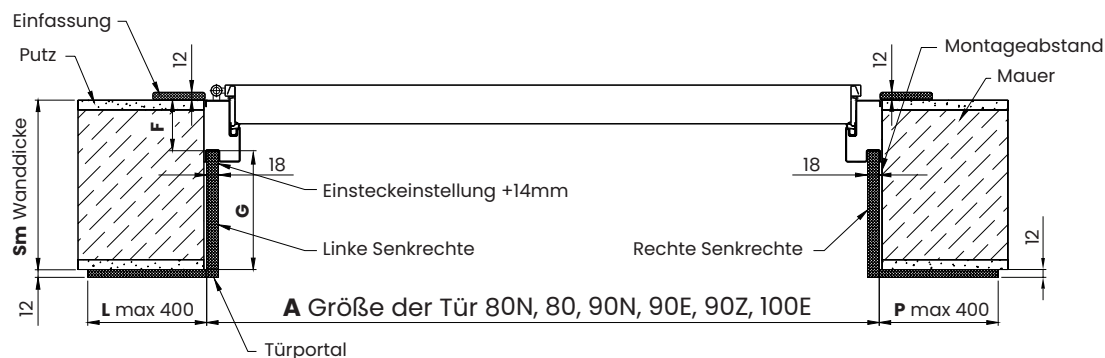 Einfassung
Putz
12
12
Montageabstand
Mauer
F
18
18
Sm Wanddicke
Einsteckeinstellung +14mm
G
Linke Senkrechte
Rechte Senkrechte
12
12
L max 400
A Größe der Tür 80N, 80, 90N, 90E, 90Z, 100E
P max 400
Türportal